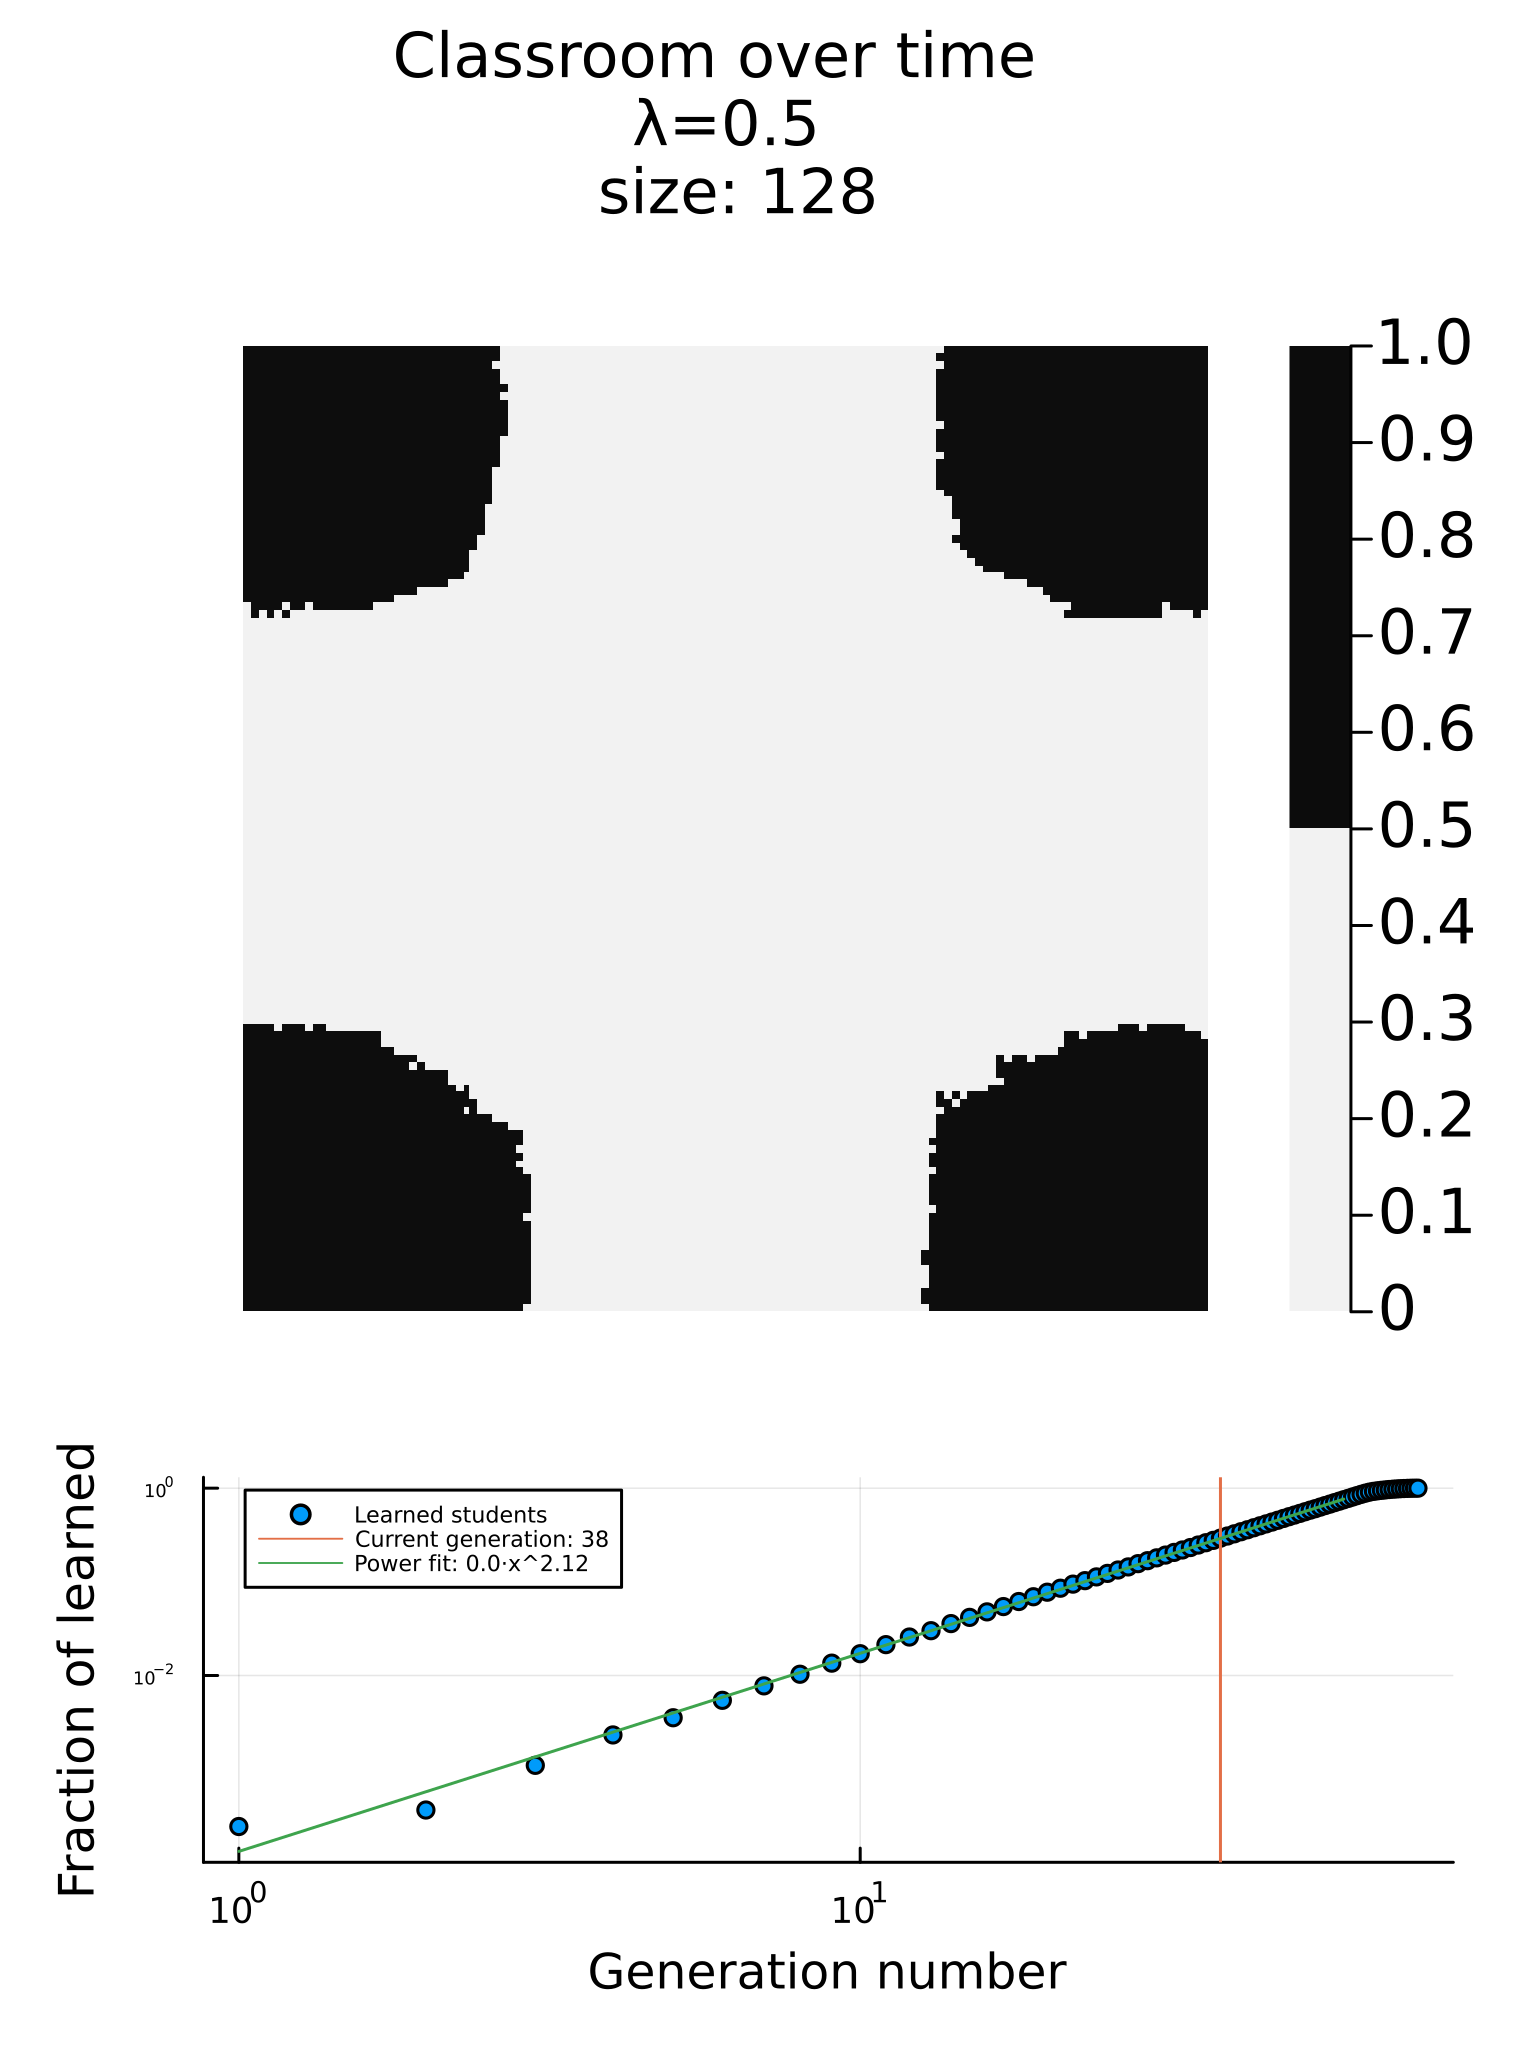 Classroom over time
λ=0.5
size: 128
1.0
0.9
0.8
0.7
0.6
0.5
0.4
0.3
0.2
0.1
0
Fraction of learned
10^0
10^-2
Learned students
Current generation: 38
Power fit: 0.0·x^2.12
10^0
10^1
Generation number